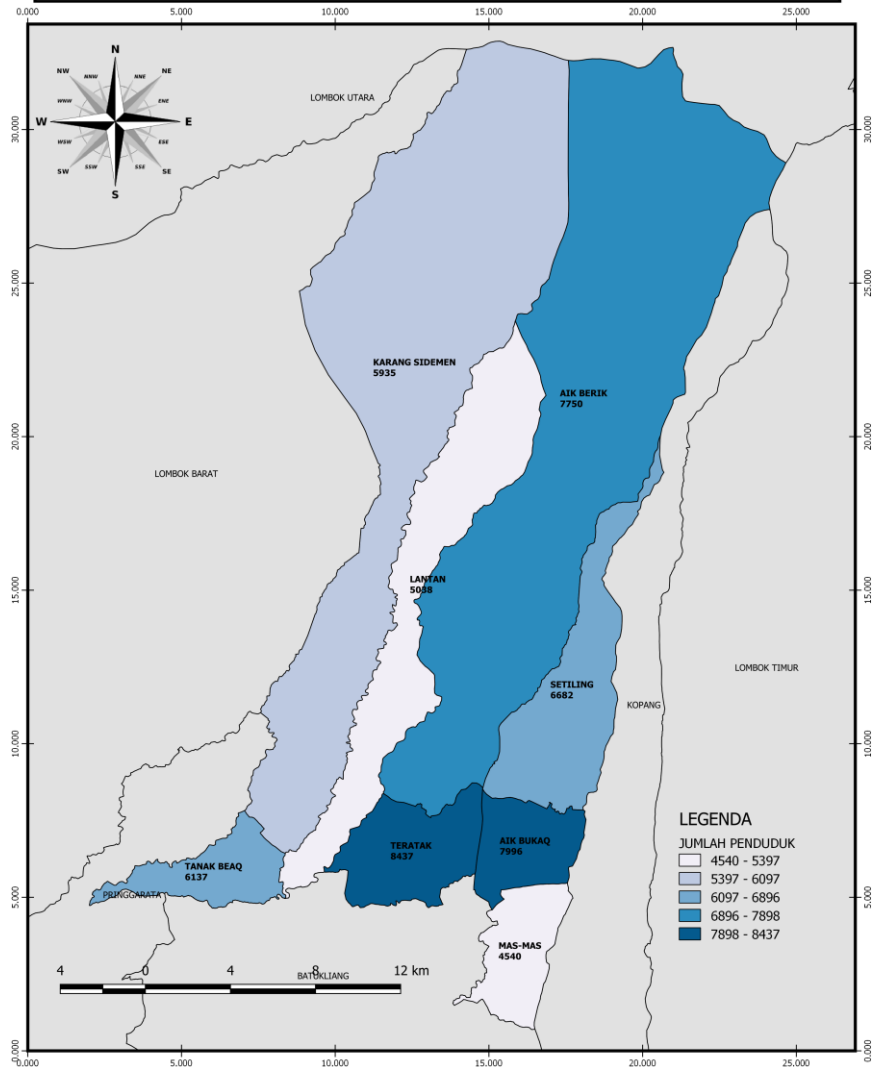 0.000 5.000 10.000 15.000 20.000 25.000
N
NNW NNE
NW NE
WNW ENE
W E
WSW ESE
SW SE
SSW SSE
S
LOMBOK UTARA
30.000 30.000
25.000 25.000
KARANG SIDEMEN
5935
AIK BERIK
7750
20.000 20.000
LOMBOK BARAT
LANTAN
5038
15.000 15.000
LOMBOK TIMUR
SETILING
6682
KOPANG
10.000 10.000
LEGENDA
JUMLAH PENDUDUK
4540 - 5397
5397 - 6097
6097 - 6896
6896 - 7898
7898 - 8437
TERATAK
8437
AIK BUKAQ
7996
TANAK BEAQ
6137
PRINGGARATA
5.000 5.000
MAS-MAS
4540
4 0 4 8 12 km
BATUKLIANG
0.000 0.000
0.000 5.000 10.000 15.000 20.000 25.000